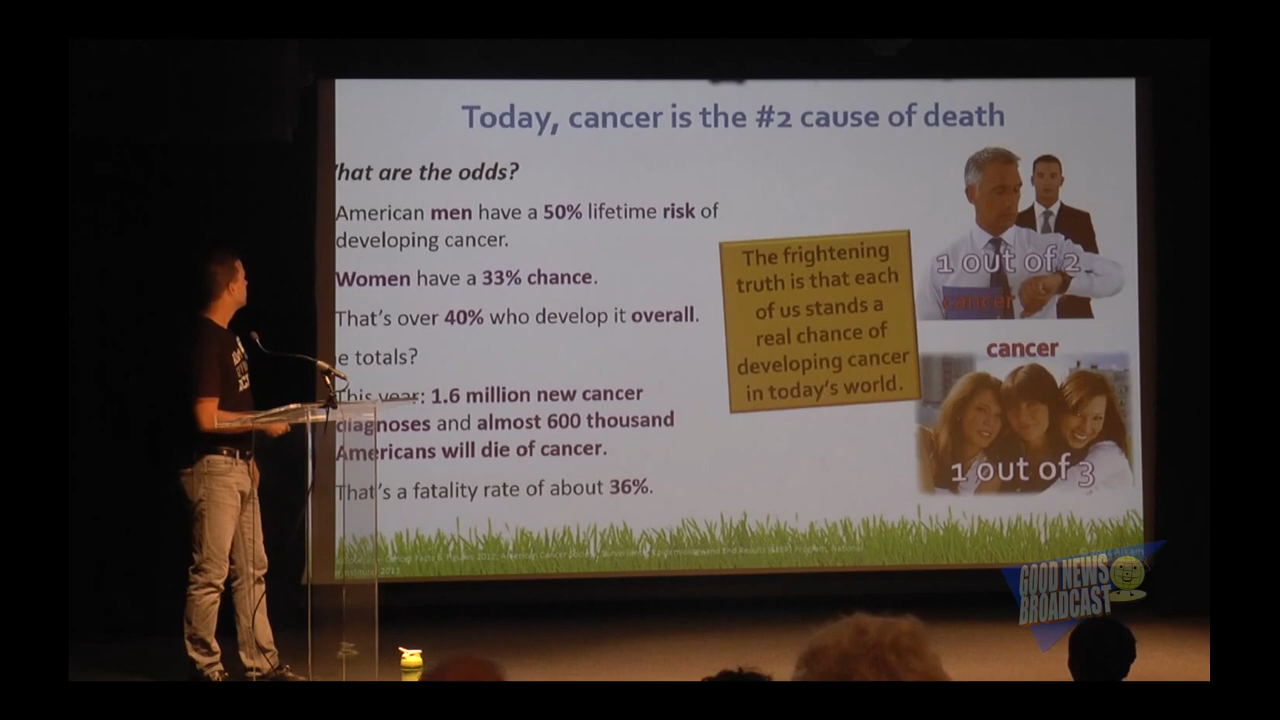 Today, cancer is the #2 cause of death
hat are the odds?
American men have a 50% lifetime risk of
developing cancer.
Women have a 33% chance.
That's over 40% who develop it overall.
e totals?
This year: 1.6 million new cancer
diagnoses and almost 600 thousand
Americans will die of cancer.
That's a fatality rate of about 36%.
The frightening
truth is that each
of us stands a
real chance of
developing cancer
in today's world.
1 out of 2
cancer
cancer
1 out of 3
GOOD NEWS
BROADCAST